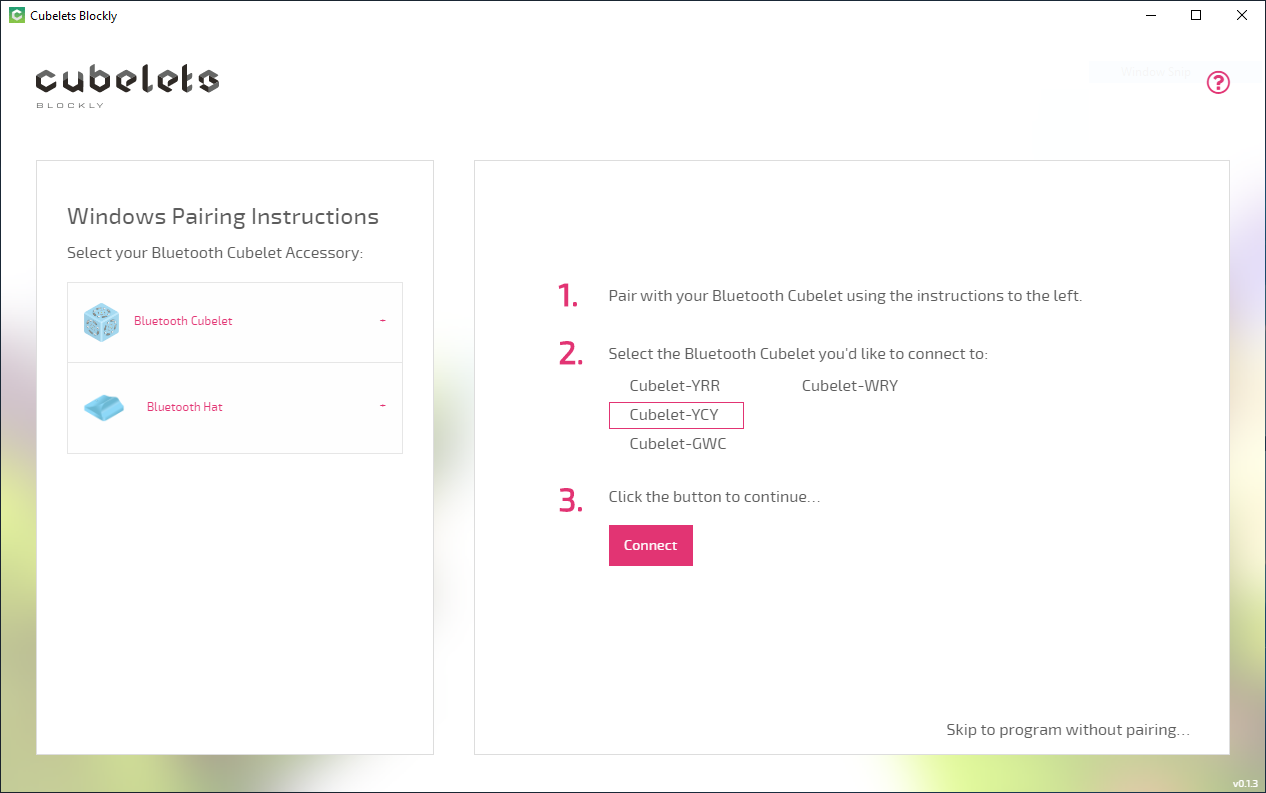 Cubelets Blockly
cubelets
BLOCKLY
Window Snip
?
Windows Pairing Instructions
Select your Bluetooth Cubelet Accessory:
Bluetooth Cubelet
Bluetooth Hat
1. Pair with your Bluetooth Cubelet using the instructions to the left.
2. Select the Bluetooth Cubelet you'd like to connect to:
Cubelet-YRR Cubelet-WRY
Cubelet-YCY
Cubelet-GWC
3. Click the button to continue...
Connect
Skip to program without pairing...
v0.1.3